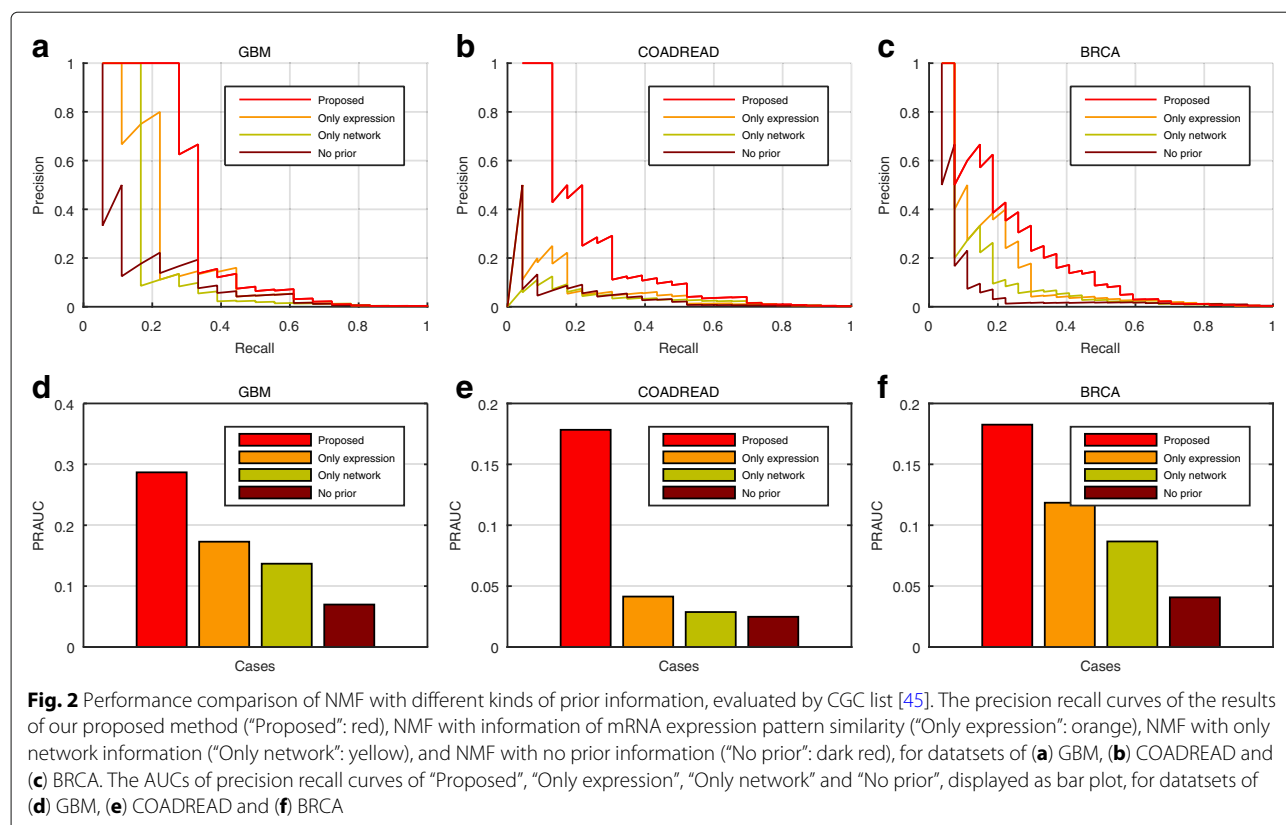 a
GBM
1
0.8
0.6
0.4
0.2
0
Precision
0 0.2 0.4 0.6 0.8 1
Recall
Proposed
Only expression
Only network
No prior
b
COADREAD
1
0.8
0.6
0.4
0.2
0
Precision
0 0.2 0.4 0.6 0.8 1
Recall
Proposed
Only expression
Only network
No prior
c
BRCA
1
0.8
0.6
0.4
0.2
0
Precision
0 0.2 0.4 0.6 0.8 1
Recall
Proposed
Only expression
Only network
No prior
d
GBM
0.4
0.3
0.2
0.1
0
PRAUC
Cases
Proposed
Only expression
Only network
No prior
e
COADREAD
0.2
0.15
0.1
0.05
0
PRAUC
Cases
Proposed
Only expression
Only network
No prior
f
BRCA
0.2
0.15
0.1
0.05
0
PRAUC
Cases
Proposed
Only expression
Only network
No prior
Fig. 2 Performance comparison of NMF with different kinds of prior information, evaluated by CGC list [45]. The precision recall curves of the results
of our proposed method (“Proposed”: red), NMF with information of mRNA expression pattern similarity (“Only expression”: orange), NMF with only
network information (“Only network”: yellow), and NMF with no prior information (“No prior”: dark red), for datatsets of (a) GBM, (b) COADREAD and
(c) BRCA. The AUCs of precision recall curves of “Proposed”, “Only expression”, “Only network” and “No prior”, displayed as bar plot, for datatsets of
(d) GBM, (e) COADREAD and (f) BRCA